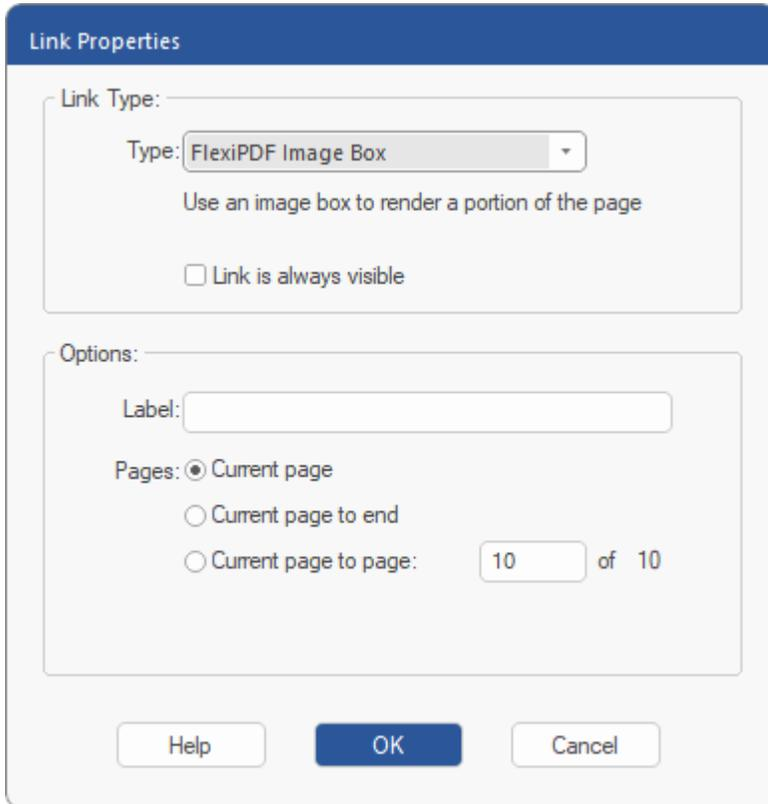 Link Properties
Link Type:
Type: FlexiPDF Image Box
Use an image box to render a portion of the page
Link is always visible
Options:
Label:
Pages: Current page
Current page to end
Current page to page: 10 of 10
Help OK Cancel